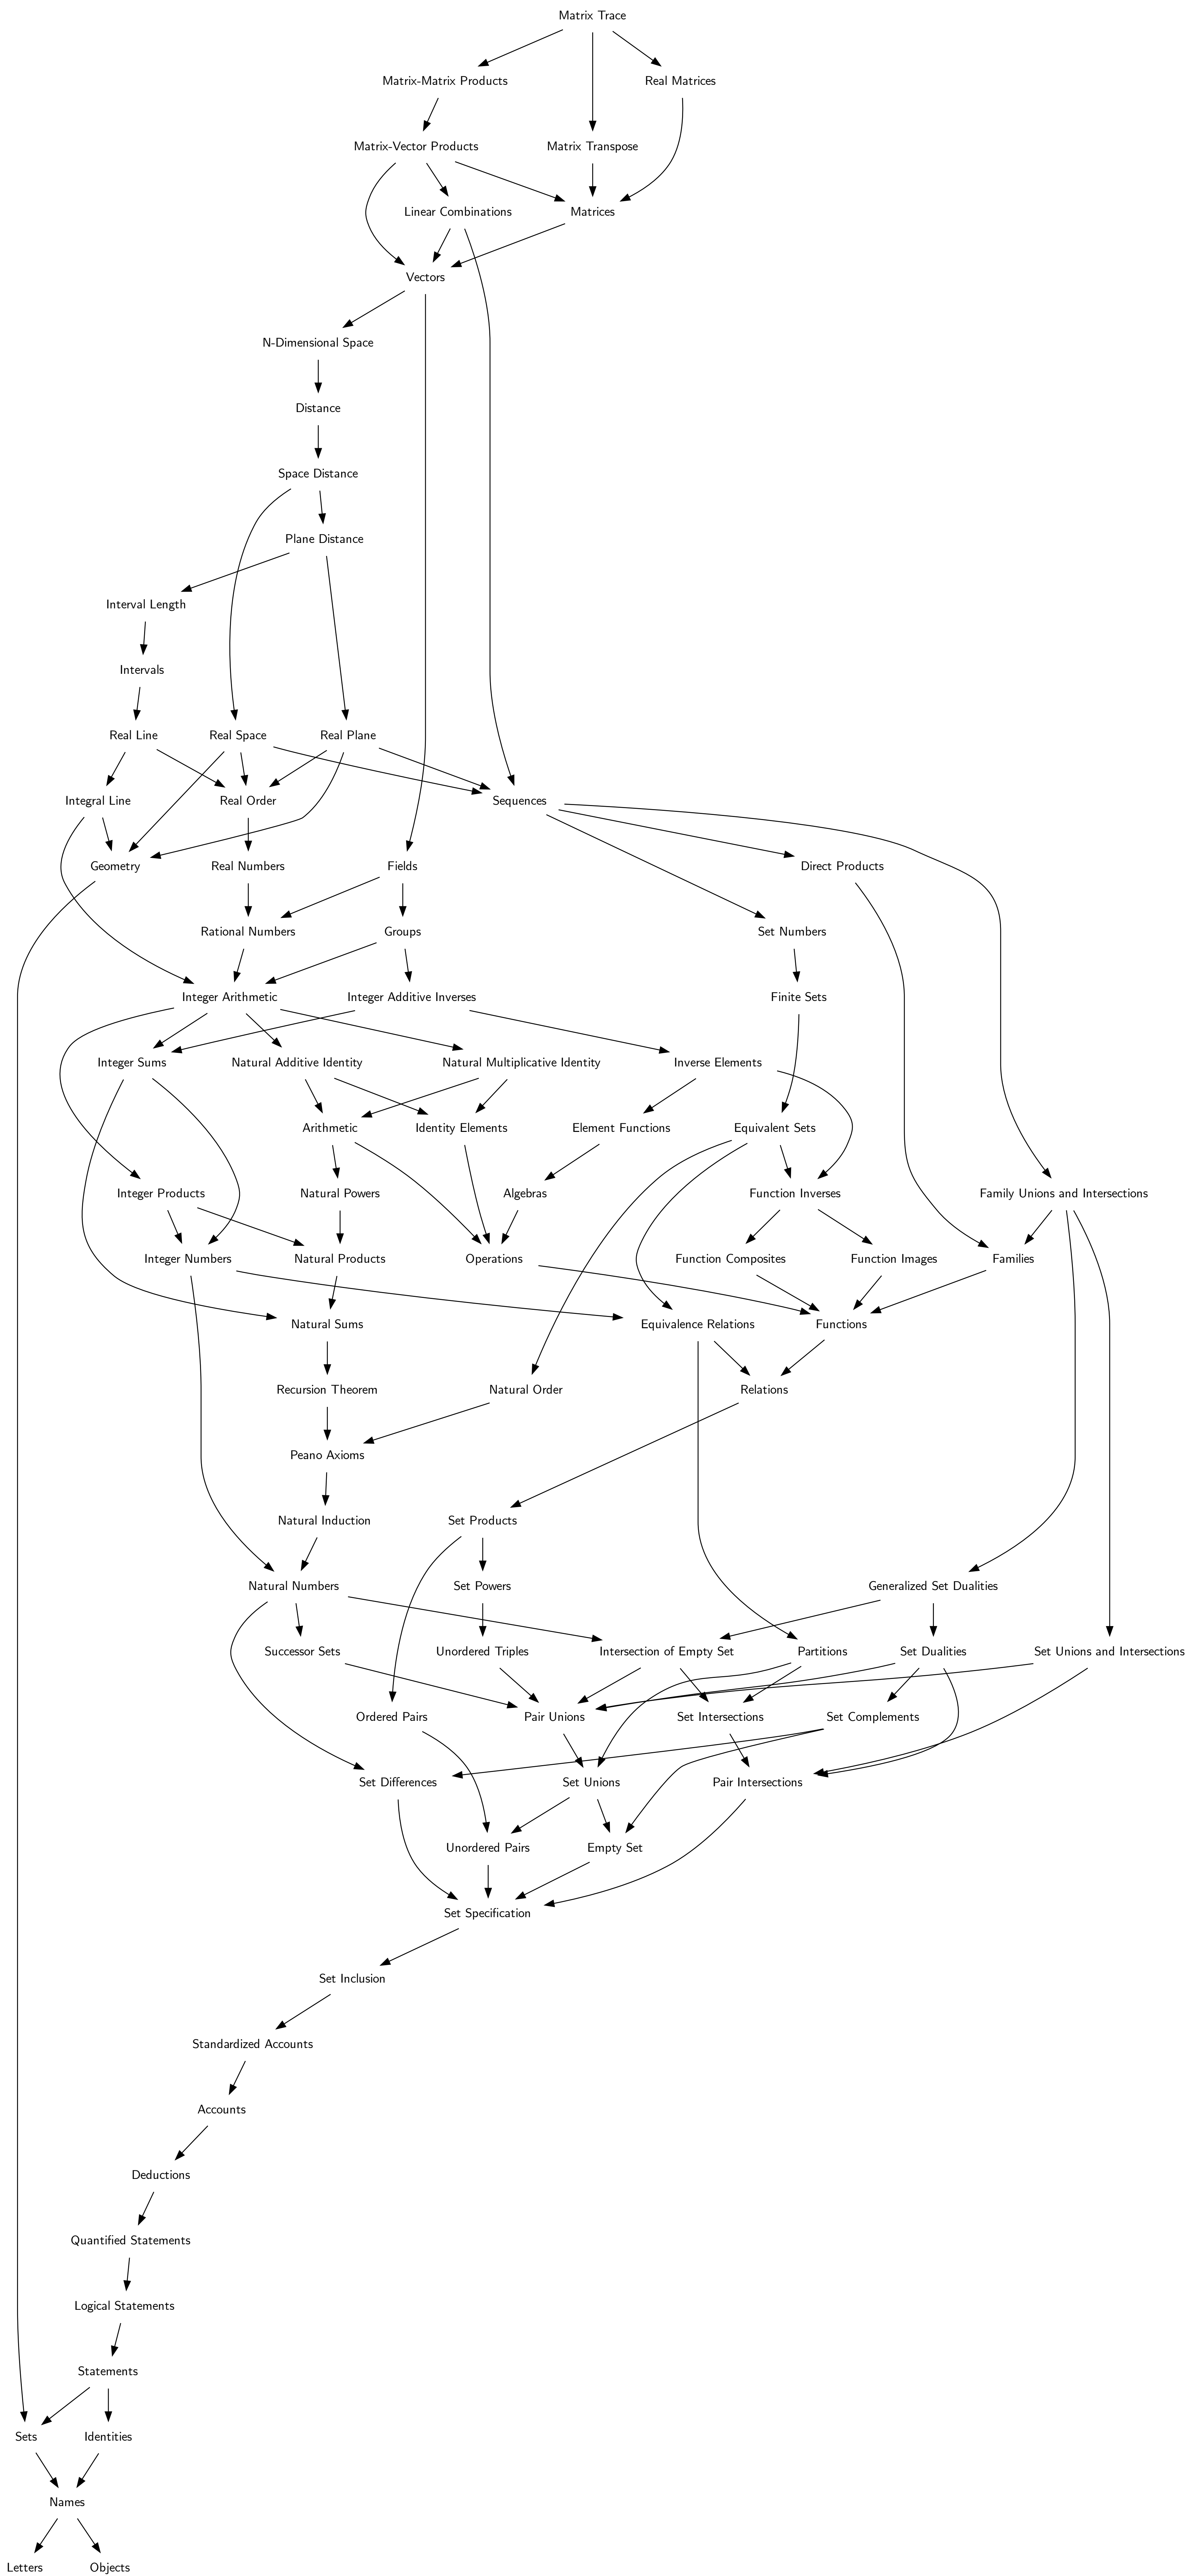 Matrix Trace
Matrix-Matrix Products
Real Matrices
Matrix-Vector Products
Matrix Transpose
Linear Combinations
Matrices
Vectors
N-Dimensional Space
Distance
Space Distance
Plane Distance
Interval Length
Intervals
Real Line
Real Space
Real Plane
Integral Line
Real Order
Sequences
Geometry
Real Numbers
Fields
Direct Products
Rational Numbers
Groups
Set Numbers
Integer Arithmetic
Integer Additive Inverses
Finite Sets
Integer Sums
Natural Additive Identity
Natural Multiplicative Identity
Inverse Elements
Arithmetic
Identity Elements
Element Functions
Equivalent Sets
Integer Products
Natural Powers
Algebras
Function Inverses
Family Unions and Intersections
Integer Numbers
Natural Products
Operations
Function Composites
Function Images
Families
Natural Sums
Equivalence Relations
Functions
Recursion Theorem
Natural Order
Relations
Peano Axioms
Natural Induction
Set Products
Natural Numbers
Set Powers
Generalized Set Dualities
Successor Sets
Unordered Triples
Intersection of Empty Set
Partitions
Set Dualities
Set Unions and Intersections
Ordered Pairs
Pair Unions
Set Intersections
Set Complements
Set Differences
Set Unions
Pair Intersections
Unordered Pairs
Empty Set
Set Specification
Set Inclusion
Standardized Accounts
Accounts
Deductions
Quantified Statements
Logical Statements
Statements
Sets
Identities
Names
Letters
Objects